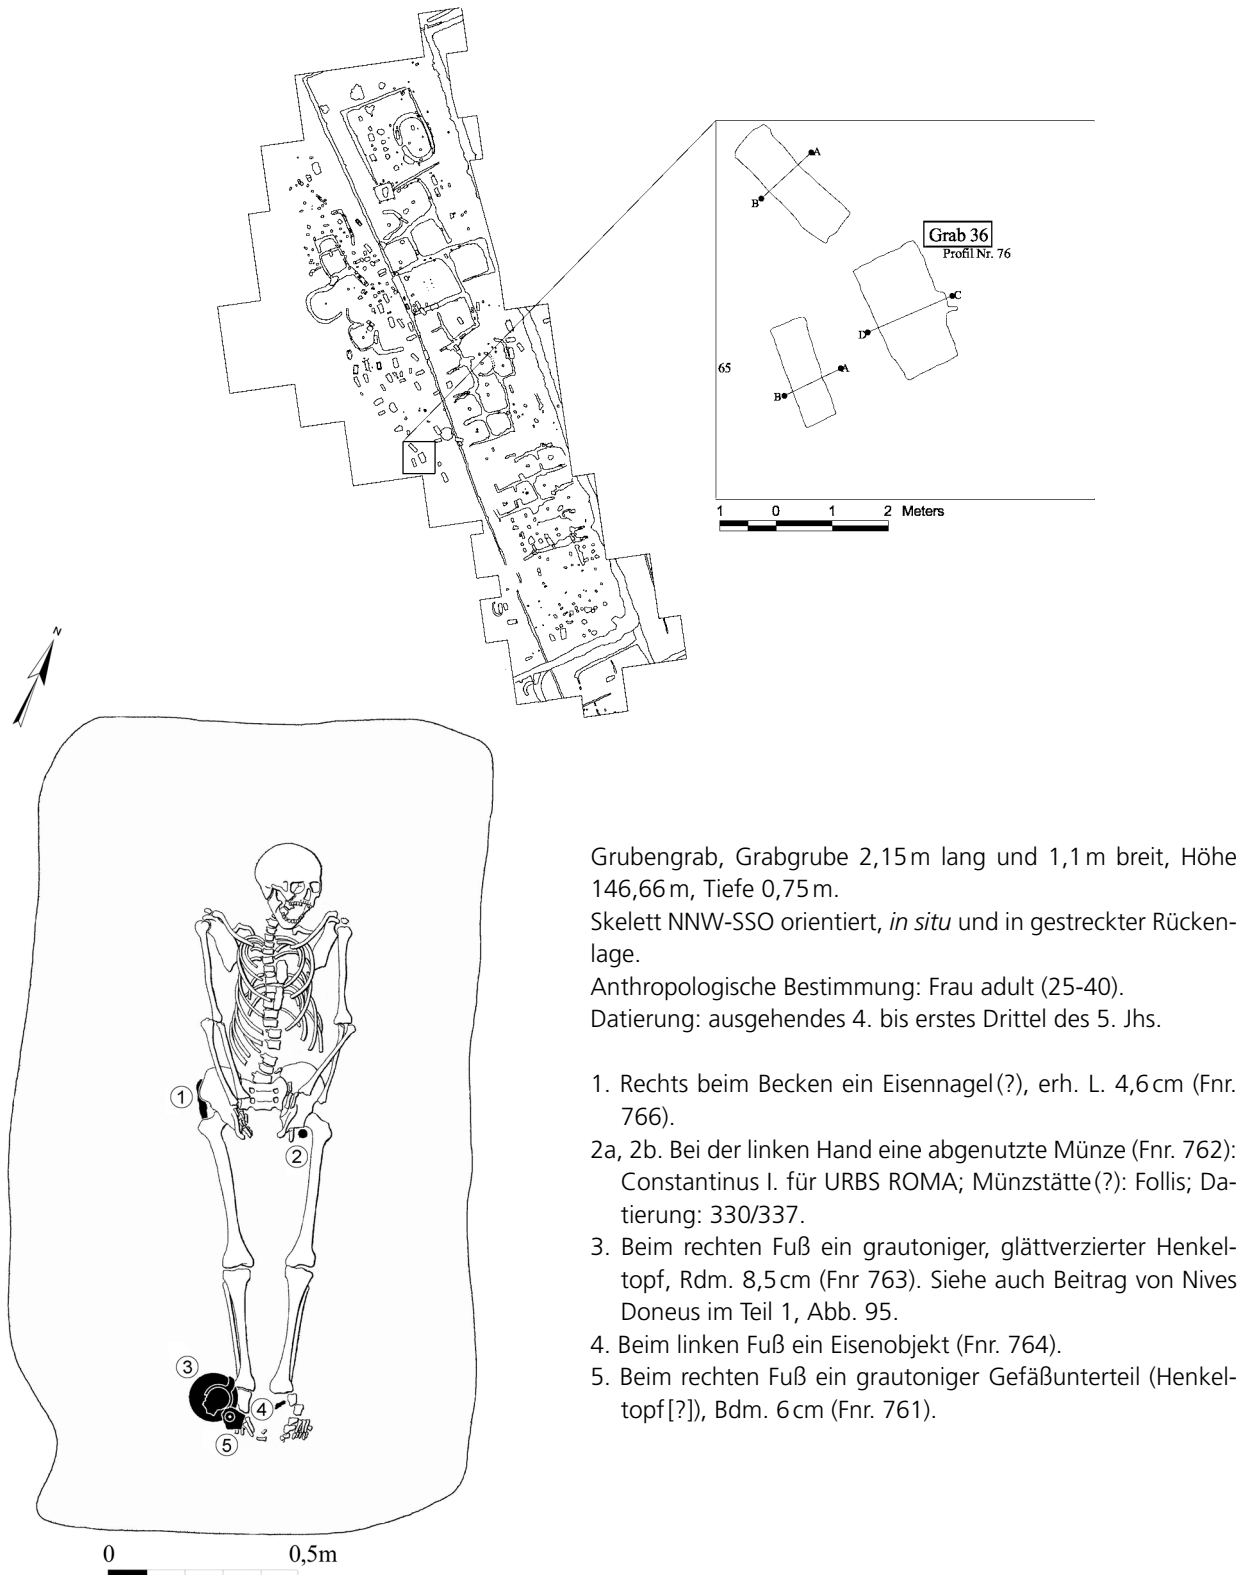 A
B
Grab 36
Profil Nr. 76
C
D
65
A
B
1 0 1 2 Meters
N
Grubengrab, Grabgrube 2,15 m lang und 1,1 m breit, Höhe
146,66 m, Tiefe 0,75 m.
Skelett NNW-SSO orientiert, in situ und in gestreckter Rücken-
lage.
Anthropologische Bestimmung: Frau adult (25-40).
Datierung: ausgehendes 4. bis erstes Drittel des 5. Jhs.
1. Rechts beim Becken ein Eisennagel (?), erh. L. 4,6 cm (Fnr.
766).
2a, 2b. Bei der linken Hand eine abgenutzte Münze (Fnr. 762):
Constantinus I. für URBS ROMA; Münzstätte (?): Follis; Da-
tierung: 330/337.
3. Beim rechten Fuß ein grautoniger, glättverzierter Henkel-
topf, Rdm. 8,5 cm (Fnr 763). Siehe auch Beitrag von Nives
Doneus im Teil 1, Abb. 95.
4. Beim linken Fuß ein Eisenobjekt (Fnr. 764).
5. Beim rechten Fuß ein grautoniger Gefäßunterteil (Henkel-
topf [?]), Bdm. 6 cm (Fnr. 761).
1
2
3
4
5
0 0,5m